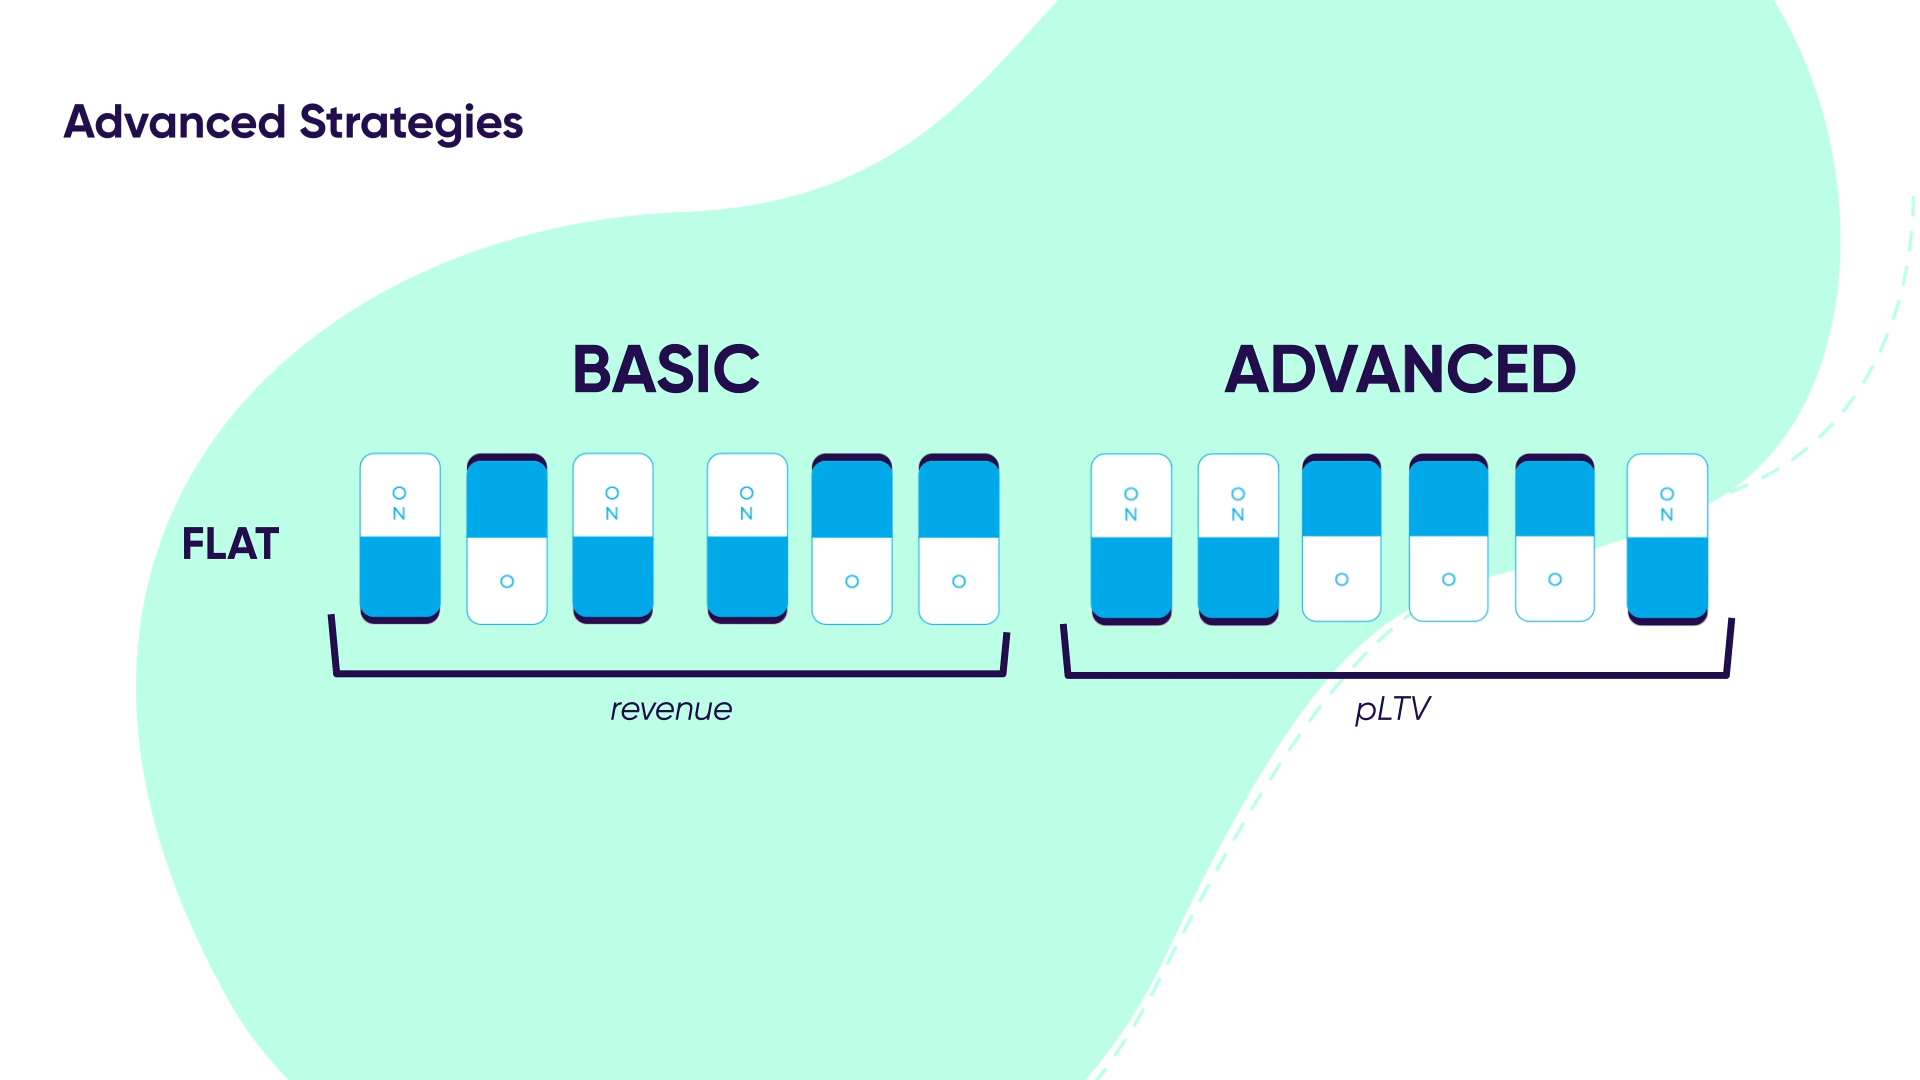 Advanced Strategies
BASIC
ADVANCED
O
N
O
O
N
O
N
O
O
O
N
O
N
O
O
O
O
N
FLAT
revenue
pLTV